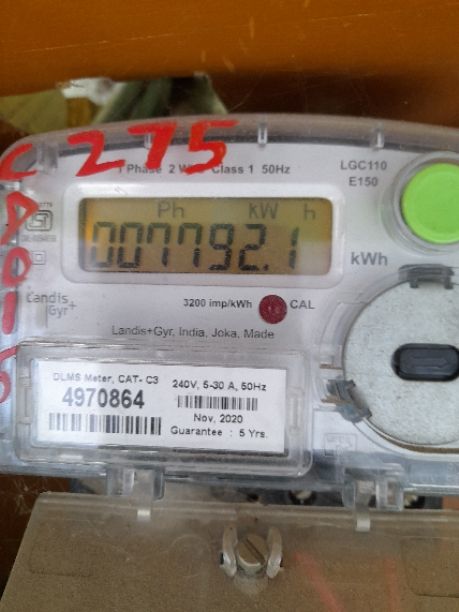 C 275
1 Phase 2 W Class 1 50Hz
LGC110
E150
Ph kW h
007792.1
kWh
Landis
Gyr+
3200 imp/kWh CAL
Landis+Gyr, India, Joka, Made
DLMS Meter, CAT- C3
4970864
240V, 5-30 A, 50Hz
Nov, 2020
Guarantee : 5 Yrs.